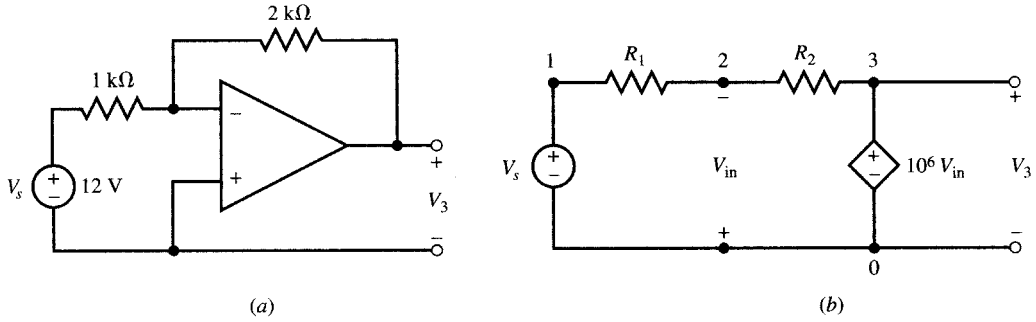 2 kΩ
1 kΩ
−
+
+
−
V_s
12 V
+
V_3
−
(a)
1
R_1
2
R_2
3
−
+
+
−
V_s
V_in
+
−
10^6 V_in
V_3
+
0
−
(b)